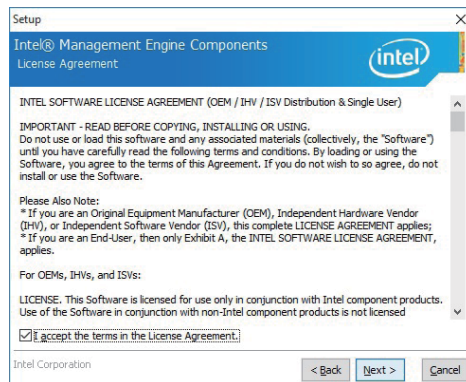 Setup
Intel® Management Engine Components
License Agreement
intel
INTEL SOFTWARE LICENSE AGREEMENT (OEM / IHV / ISV Distribution & Single User)
IMPORTANT - READ BEFORE COPYING, INSTALLING OR USING.
Do not use or load this software and any associated materials (collectively, the "Software")
until you have carefully read the following terms and conditions. By loading or using the
Software, you agree to the terms of this Agreement. If you do not wish to so agree, do not
install or use the Software.
Please Also Note:
* If you are an Original Equipment Manufacturer (OEM), Independent Hardware Vendor
(IHV), or Independent Software Vendor (ISV), this complete LICENSE AGREEMENT applies;
* If you are an End-User, then only Exhibit A, the INTEL SOFTWARE LICENSE AGREEMENT,
applies.
For OEMs, IHVs, and ISVs:
LICENSE. This Software is licensed for use only in conjunction with Intel component products.
Use of the Software in conjunction with non-Intel component products is not licensed
I accept the terms in the License Agreement.
Intel Corporation
< Back
Next >
Cancel